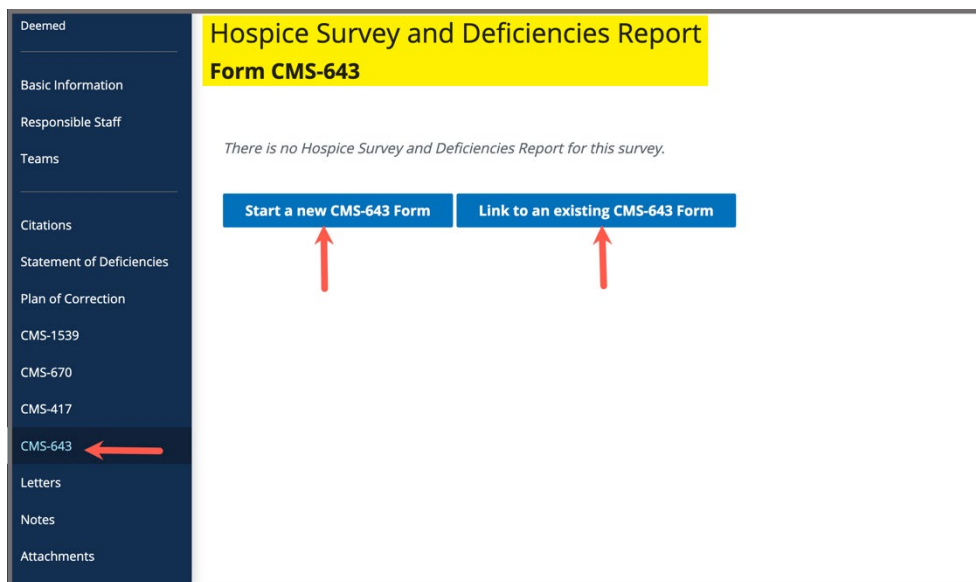 Deemed
Basic Information
Responsible Staff
Teams
Citations
Statement of Deficiencies
Plan of Correction
CMS-1539
CMS-670
CMS-417
CMS-643
Letters
Notes
Attachments
Hospice Survey and Deficiencies Report
Form CMS-643
There is no Hospice Survey and Deficiencies Report for this survey.
Start a new CMS-643 Form
Link to an existing CMS-643 Form